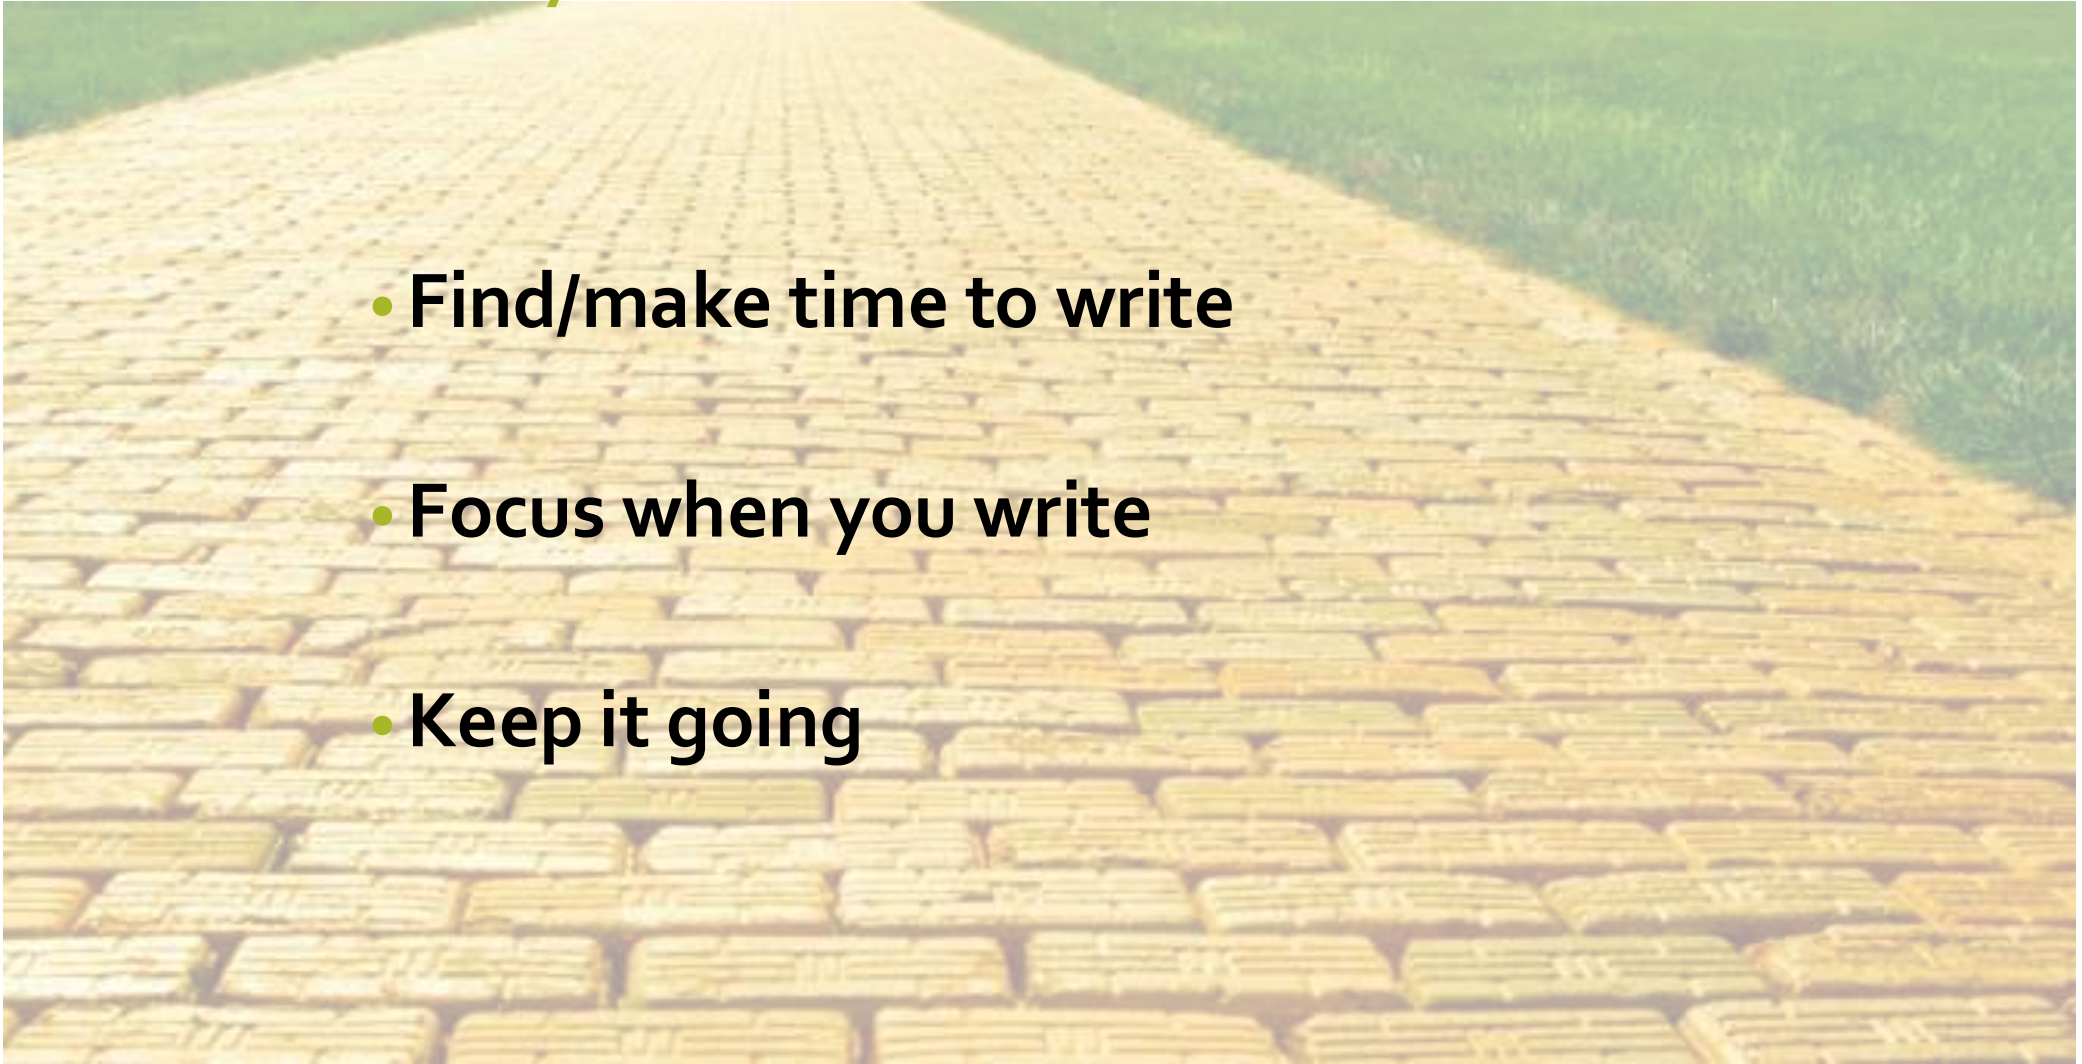 • Find/make time to write
• Focus when you write
• Keep it going